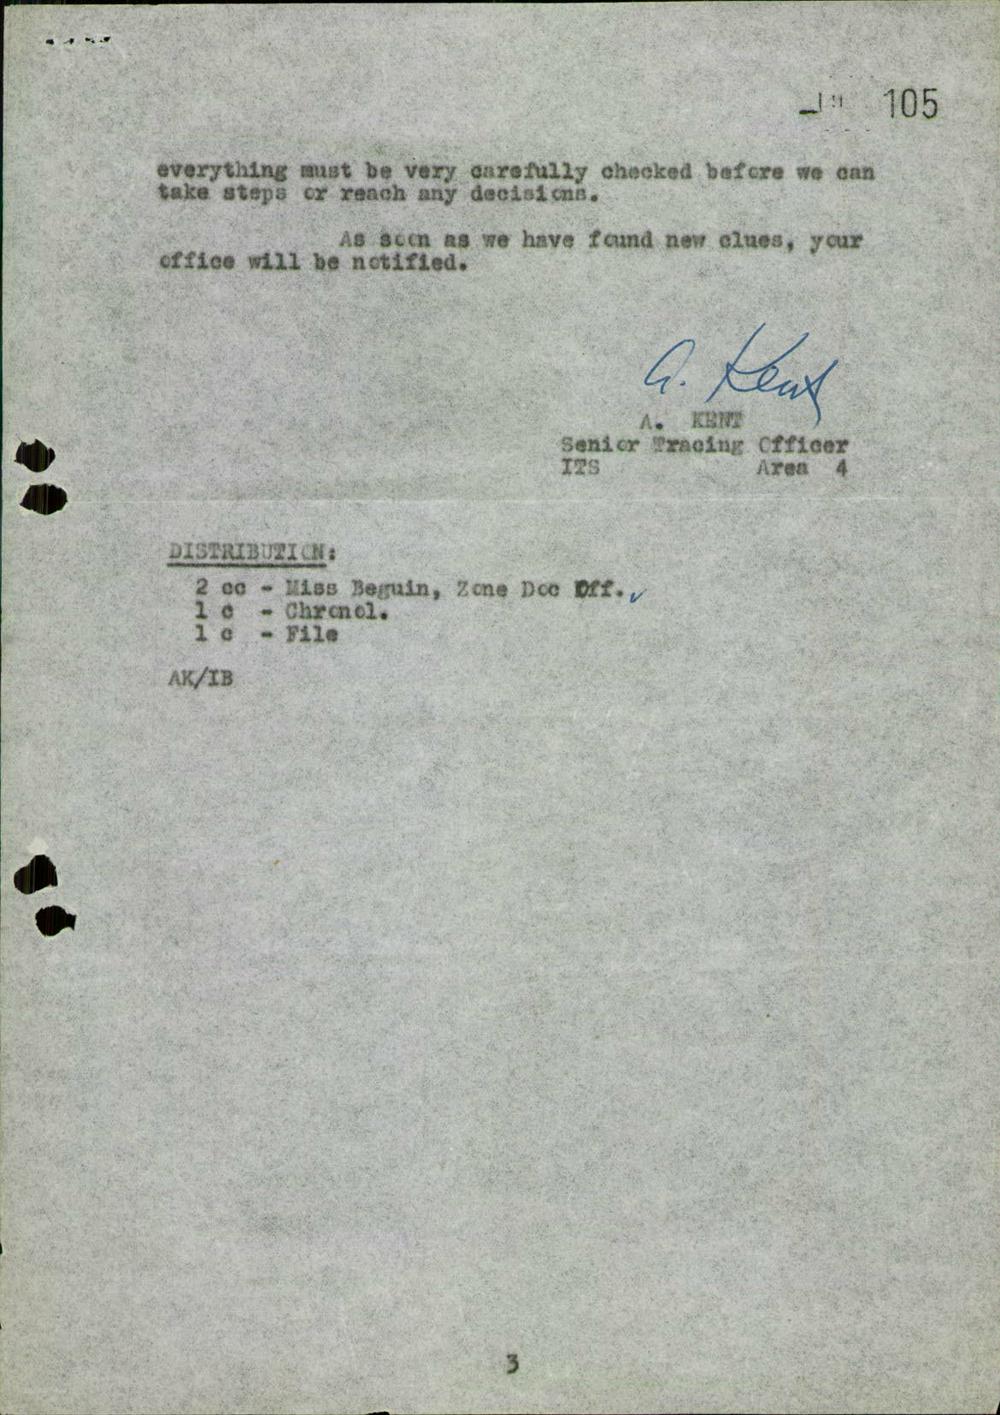 105
everything must be very carefully checked before we can
take steps or reach any decisions.
As soon as we have found new clues, your
office will be notified.
A. Kent
A. KENT
Senior Tracing Officer
ITS Area 4
DISTRIBUTION:
2 cc - Miss Beguin, Zone Doc Off.
1 c - Chronol.
1 c - File
AK/IB
3